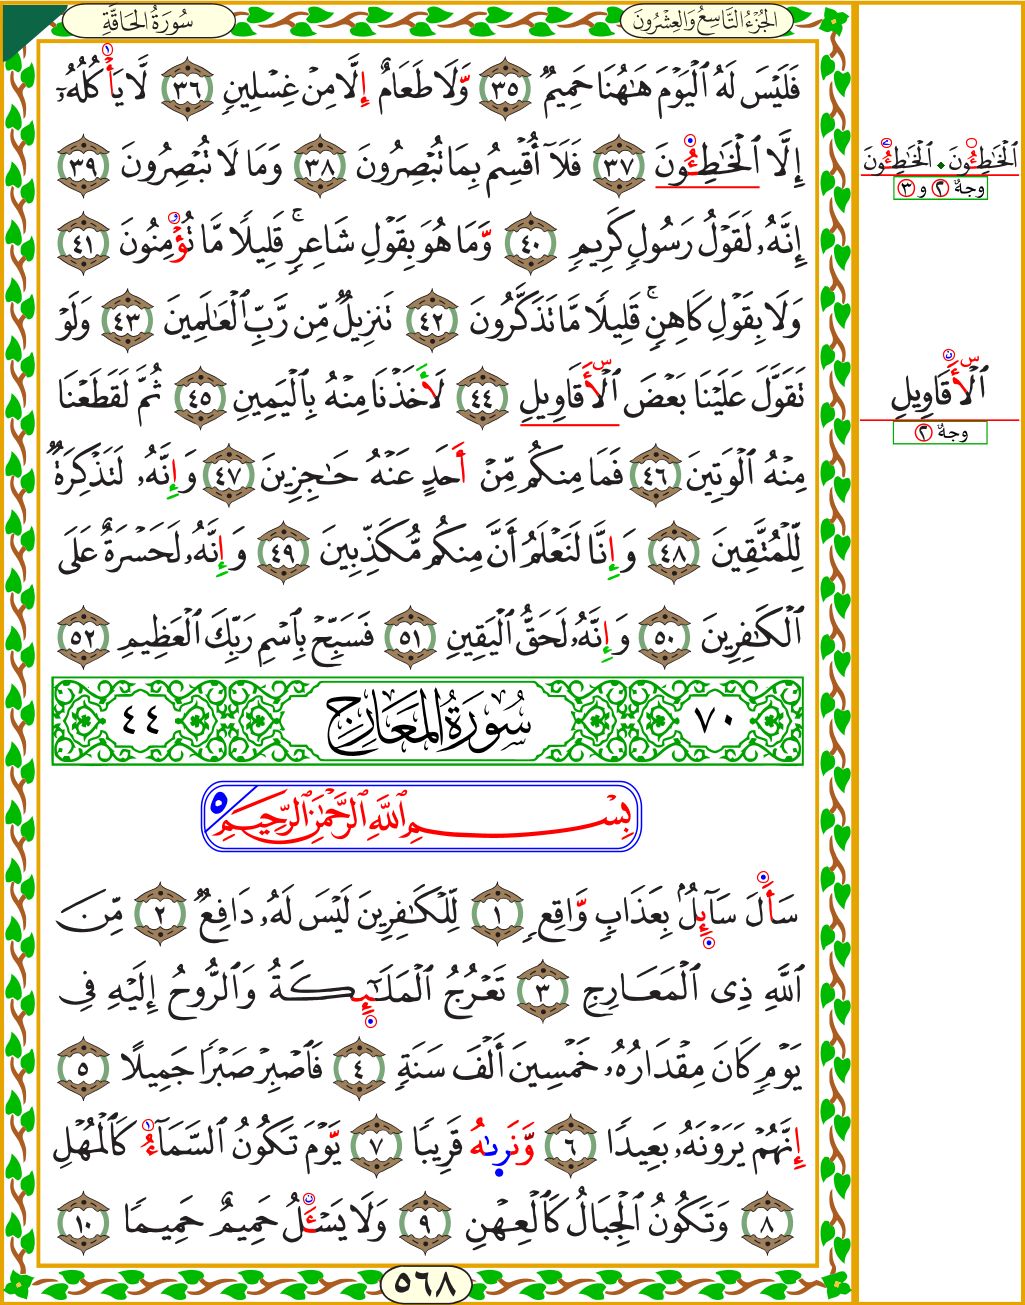 الجُزْءُ التَّاسِعُ وَالعِشْرُونَ
سُورَةُ الحَاقَّةِ
فَلَيْسَ لَهُ ٱلْيَوْمَ هَٰهُنَا حَمِيمٌ ٣٥ وَّلَا طَعَامٌ إِلَّا مِنْ غِسْلِينٍ ٣٦ لَّا يَأْكُلُهُۥٓ
إِلَّا ٱلْخَٰطِـُٔونَ ٣٧ فَلَآ أُقْسِمُ بِمَا تُبْصِرُونَ ٣٨ وَمَا لَا تُبْصِرُونَ ٣٩
إِنَّهُۥ لَقَوْلُ رَسُولٍ كَرِيمٍ ٤٠ وَّمَا هُوَ بِقَوْلِ شَاعِرٍۚ قَلِيلًا مَّا تُؤْمِنُونَ ٤١
وَلَا بِقَوْلِ كَاهِنٍۚ قَلِيلًا مَّا تَذَكَّرُونَ ٤٢ تَنزِيلٌ مِّن رَّبِّ ٱلْعَٰلَمِينَ ٤٣ وَلَوْ
تَقَوَّلَ عَلَيْنَا بَعْضَ ٱلْأَقَاوِيلِ ٤٤ لَأَخَذْنَا مِنْهُ بِٱلْيَمِينِ ٤٥ ثُمَّ لَقَطَعْنَا
مِنْهُ ٱلْوَتِينَ ٤٦ فَمَا مِنكُم مِّنْ أَحَدٍ عَنْهُ حَٰجِزِينَ ٤٧ وَإِنَّهُۥ لَتَذْكِرَةٌ
لِّلْمُتَّقِينَ ٤٨ وَإِنَّا لَنَعْلَمُ أَنَّ مِنكُم مُّكَذِّبِينَ ٤٩ وَإِنَّهُۥ لَحَسْرَةٌ عَلَى
ٱلْكَٰفِرِينَ ٥٠ وَإِنَّهُۥ لَحَقُّ ٱلْيَقِينِ ٥١ فَسَبِّحْ بِٱسْمِ رَبِّكَ ٱلْعَظِيمِ ٥٢
٧٠ سُورَةُ المَعَارِجِ ٤٤
بِسْمِ ٱللَّهِ ٱلرَّحْمَٰنِ ٱلرَّحِيمِ ٥
سَأَلَ سَآئِلٌۢ بِعَذَابٍ وَّاقِعٍ ١ لِّلْكَٰفِرِينَ لَيْسَ لَهُۥ دَافِعٌ ٢ مِّنَ
ٱللَّهِ ذِى ٱلْمَعَارِجِ ٣ تَعْرُجُ ٱلْمَلَٰٓئِكَةُ وَٱلرُّوحُ إِلَيْهِ فِى
يَوْمٍ كَانَ مِقْدَارُهُۥ خَمْسِينَ أَلْفَ سَنَةٍ ٤ فَٱصْبِرْ صَبْرًا جَمِيلًا ٥
إِنَّهُمْ يَرَوْنَهُۥ بَعِيدًا ٦ وَّنَرَىٰهُ قَرِيبًا ٧ يَوْمَ تَكُونُ ٱلسَّمَآءُ كَٱلْمُهْلِ
٨ وَتَكُونُ ٱلْجِبَالُ كَٱلْعِهْنِ ٩ وَلَا يَسْـَٔلُ حَمِيمٌ حَمِيمًا ١٠
٥٦٨
ٱلْخَٰطِـُٔونَ . ٱلْخَٰطِـُٔونَ
وجهٌ ٢ و ٣
ٱلْأَقَاوِيلِ
وجهٌ ٢